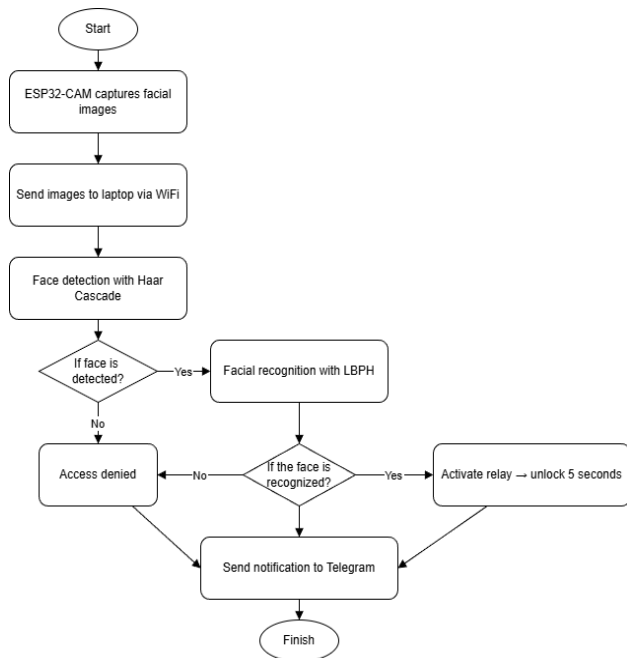 Start
ESP32-CAM captures facial
images
Send images to laptop via WiFi
Face detection with Haar
Cascade
If face is
detected?
Yes
Facial recognition with LBPH
No
Access denied
No
If the face is
recognized?
Yes
Activate relay → unlock 5 seconds
Send notification to Telegram
Finish